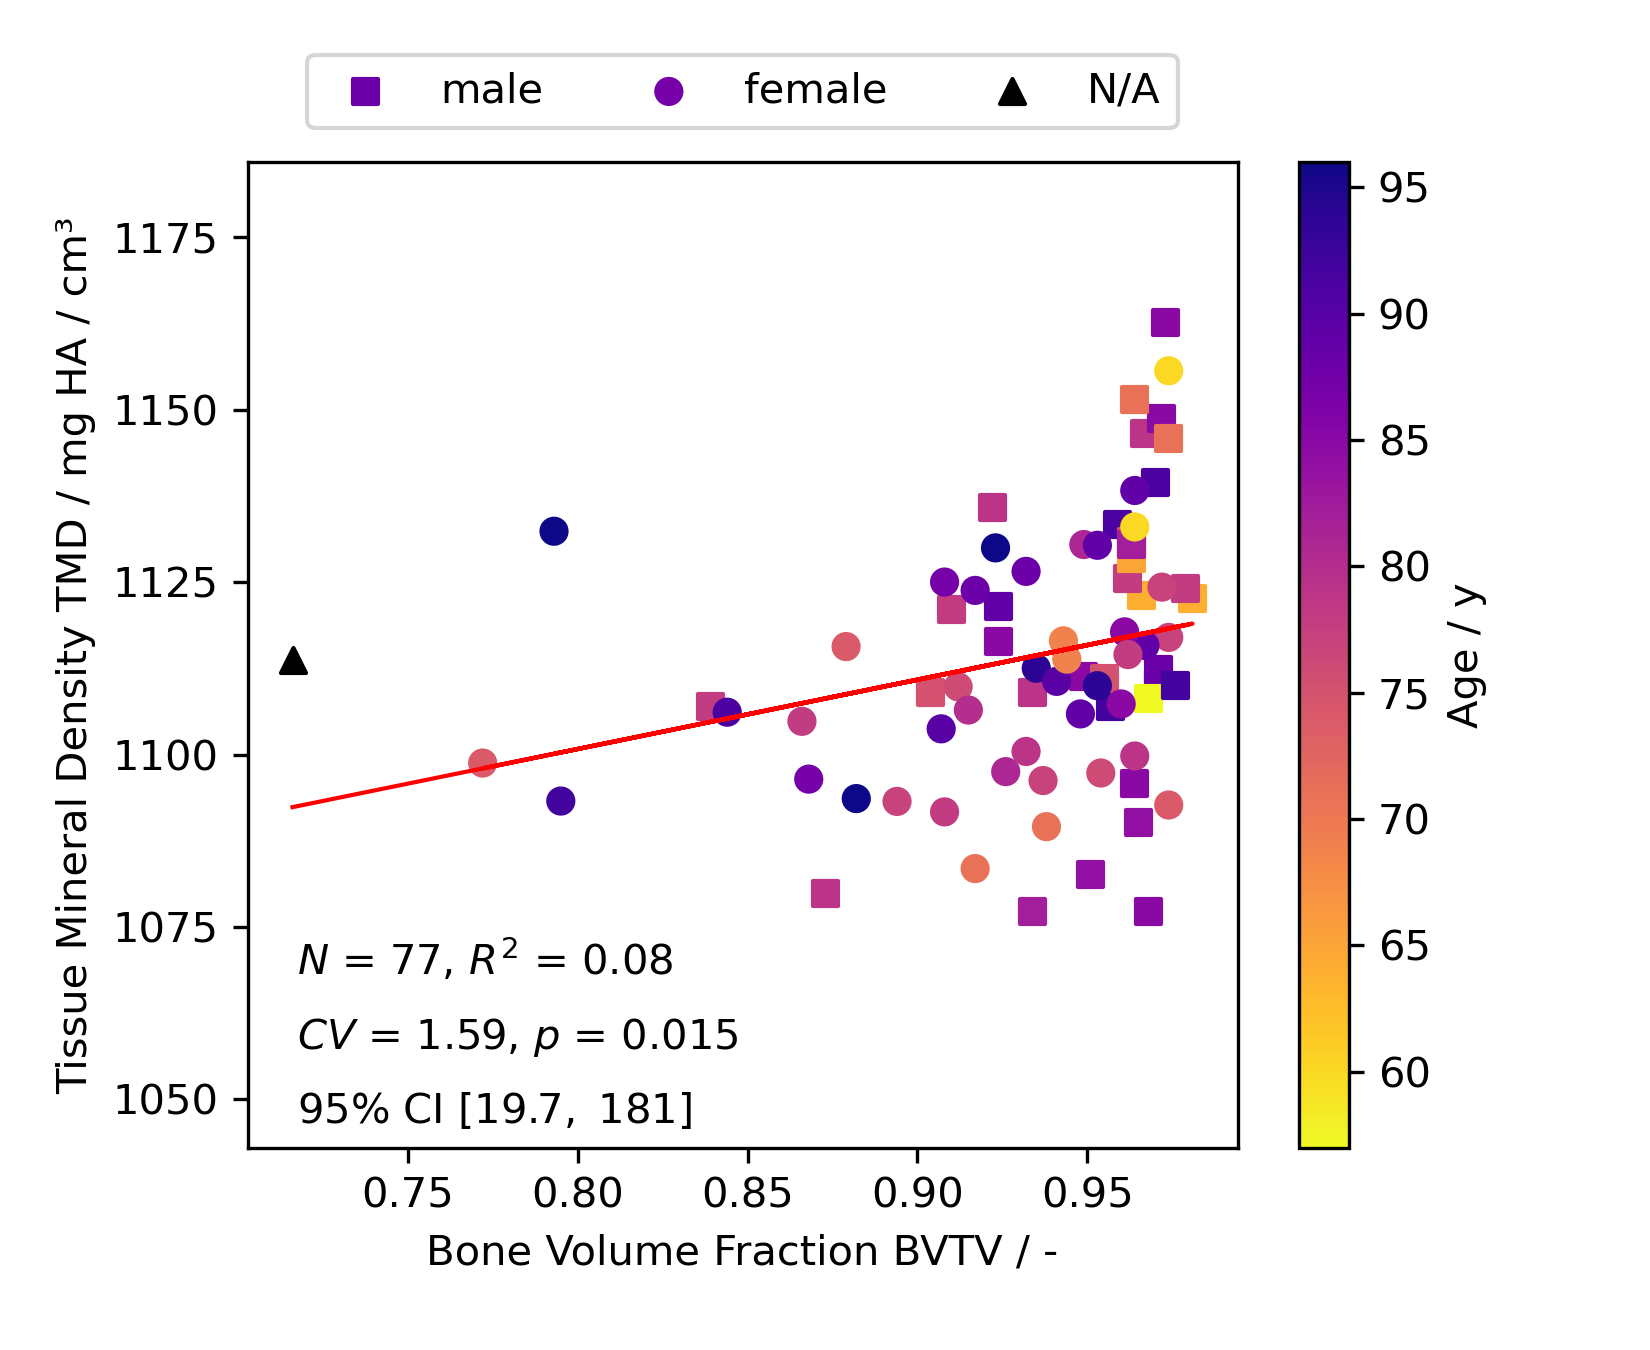 male female N/A
Tissue Mineral Density TMD / mg HA / cm³
1175
1150
1125
1100
1075
1050
N = 77, R² = 0.08
CV = 1.59, p = 0.015
95% CI [19.7, 181]
0.75 0.80 0.85 0.90 0.95
Bone Volume Fraction BVTV / -
95
90
85
80
75
70
65
60
Age / y